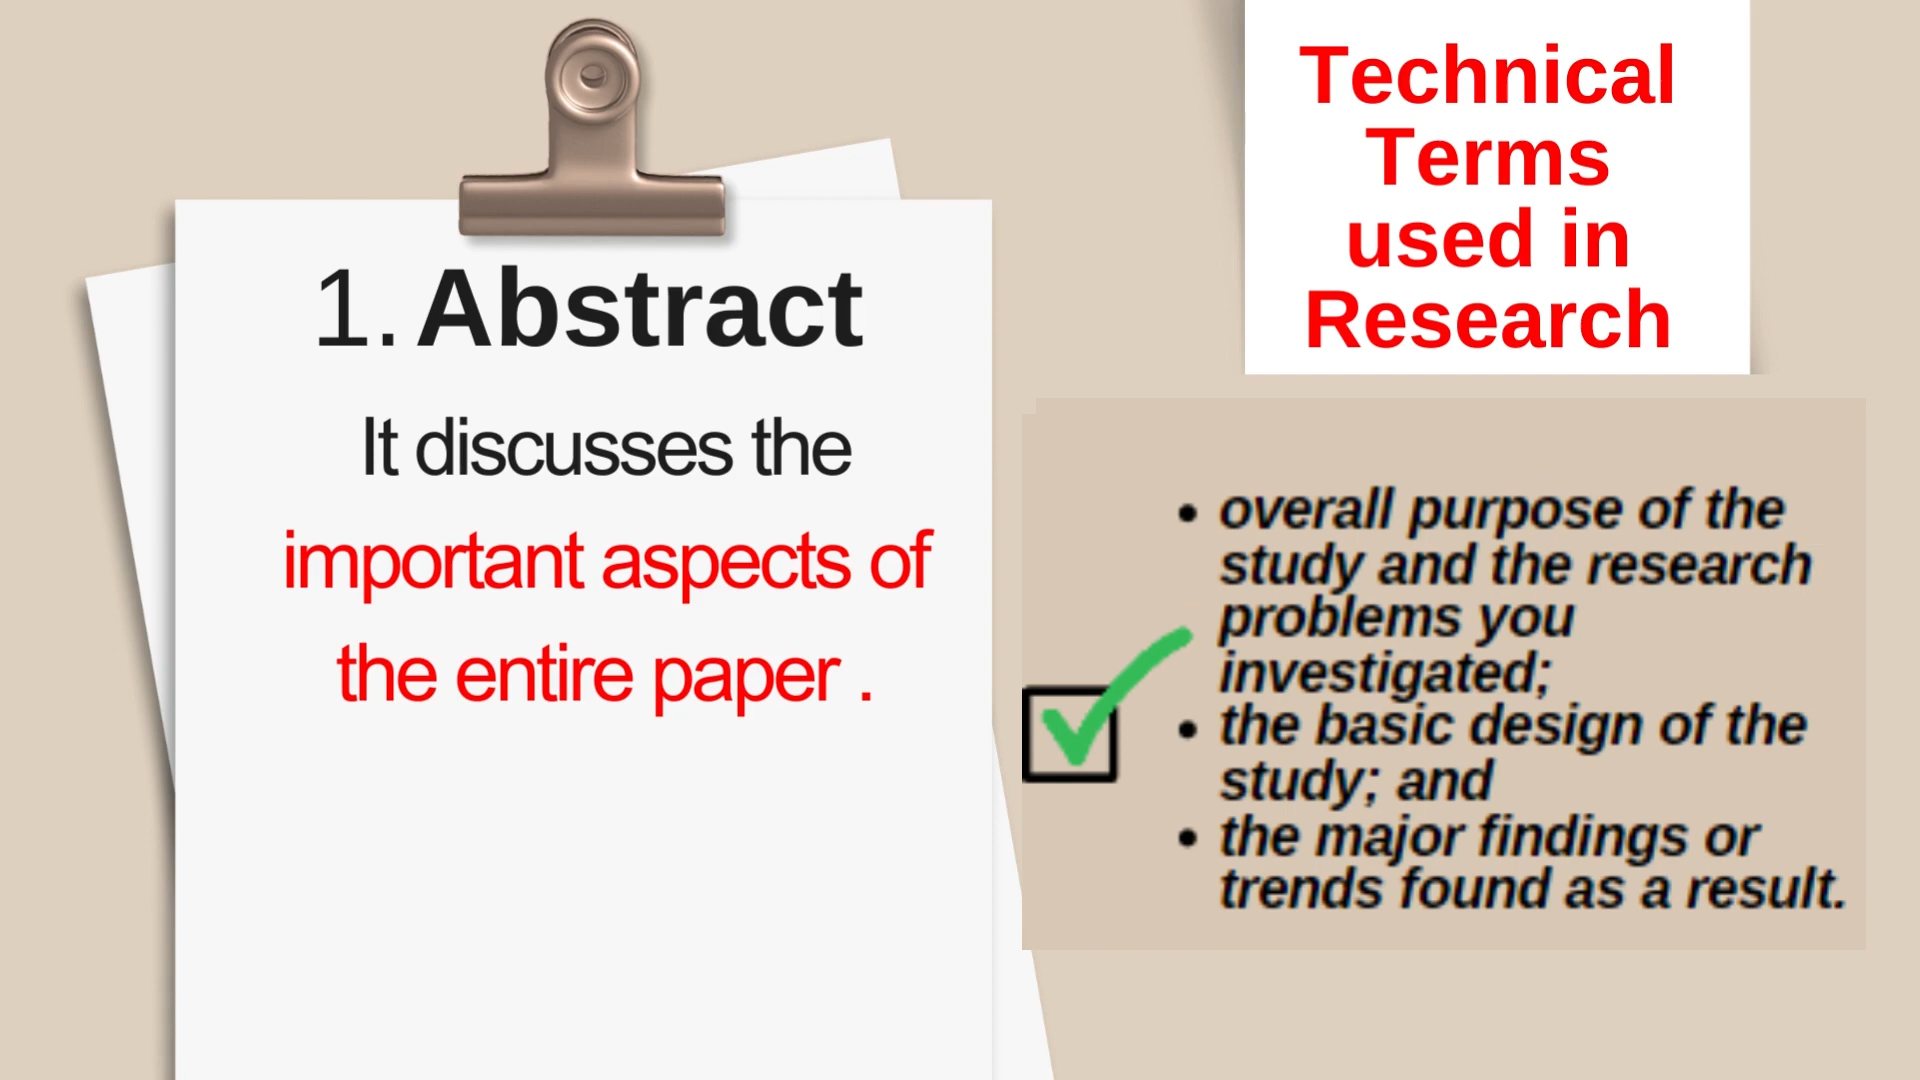 Technical
Terms
used in
Research
1. Abstract
It discusses the
important aspects of
the entire paper .
• overall purpose of the
study and the research
problems you
investigated;
• the basic design of the
study; and
• the major findings or
trends found as a result.